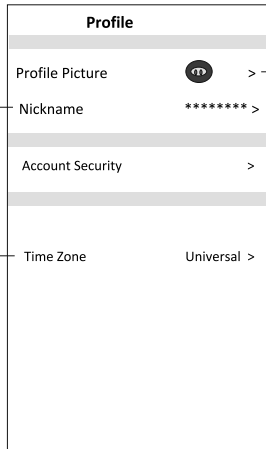 Profile
Profile Picture >
Nickname ******** >
Account Security >
Time Zone Universal >